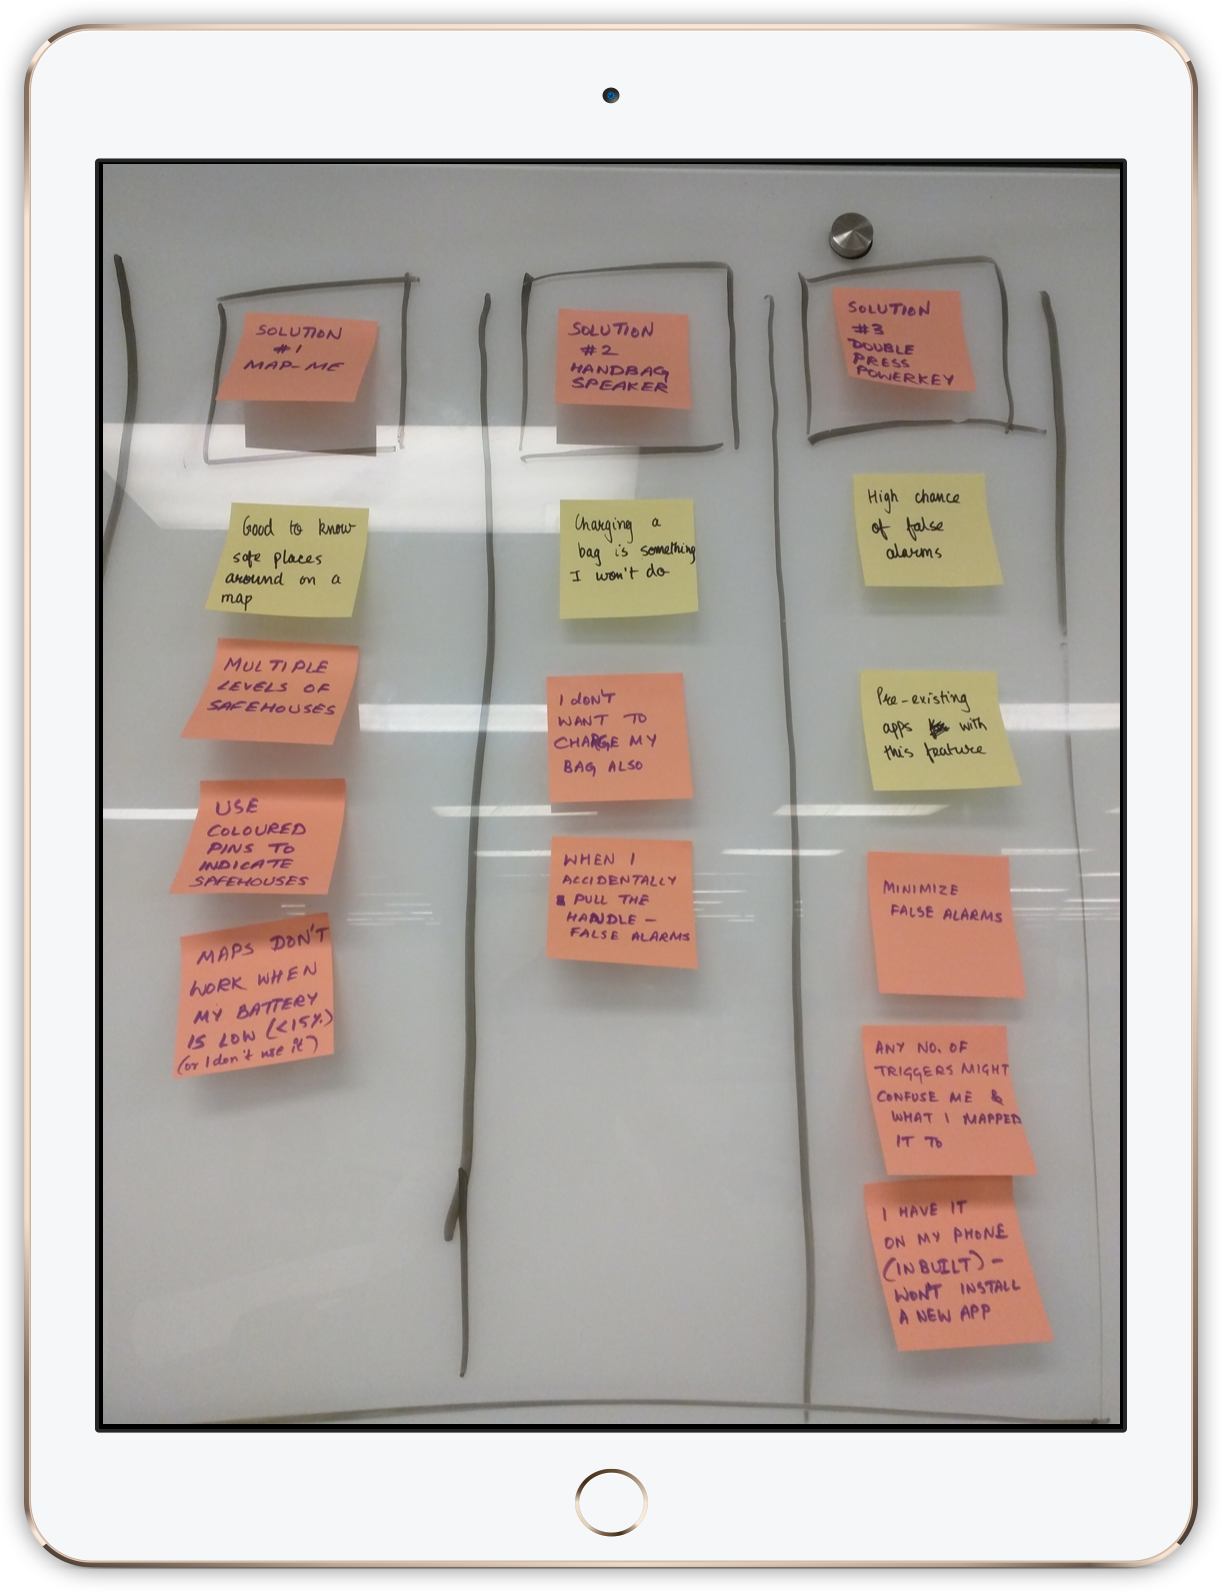 SOLUTION
#1
MAP-ME
Good to know
safe places
around on a
map
MULTIPLE
LEVELS OF
SAFEHOUSES
USE
COLOURED
PINS TO
INDICATE
SAFEHOUSES
MAPS DON'T
WORK WHEN
MY BATTERY
IS LOW (<15%)
(or I don't use it)
SOLUTION
#2
HANDBAG
SPEAKER
Charging a
bag is something
I won't do
I DON'T
WANT TO
CHARGE MY
BAG ALSO
WHEN I
ACCIDENTALLY
PULL THE
HANDLE -
FALSE ALARMS
SOLUTION
#3
DOUBLE
PRESS
POWERKEY
High chance
of false
alarms
Pre-existing
apps with
this feature
MINIMIZE
FALSE ALARMS
ANY NO. OF
TRIGGERS MIGHT
CONFUSE ME &
WHAT I MAPPED
IT TO
I HAVE IT
ON MY PHONE
(INBUILT) -
WON'T INSTALL
A NEW APP